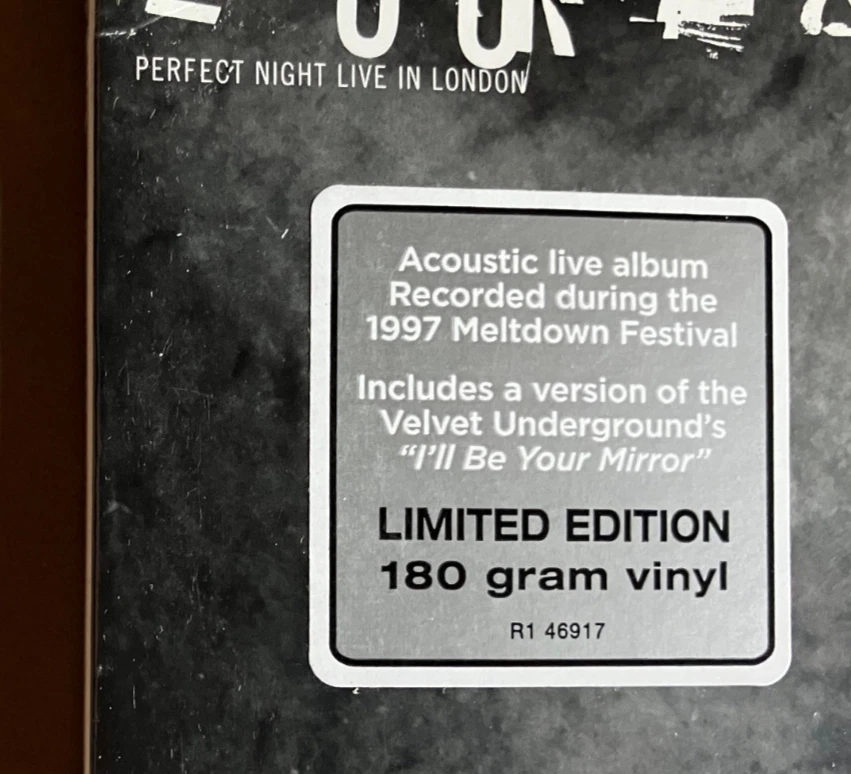 PERFECT NIGHT LIVE IN LONDON
Acoustic live album
Recorded during the
1997 Meltdown Festival
Includes a version of the
Velvet Underground's
“I'll Be Your Mirror”
LIMITED EDITION
180 gram vinyl
R1 46917